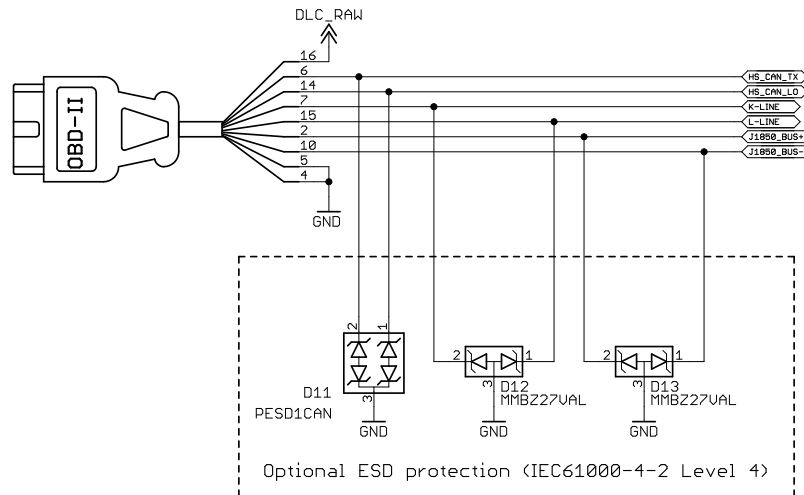 DLC_RAW
OBD-II
16
6
14
7
15
2
10
5
4
HS_CAN_TX
HS_CAN_LO
K-LINE
L-LINE
J1850_BUS+
J1850_BUS-
GND
2 1
D11
PESD1CAN
3
GND
2 1
3
D12
MMBZ27VAL
GND
2 1
3
D13
MMBZ27VAL
GND
Optional ESD protection (IEC61000-4-2 Level 4)